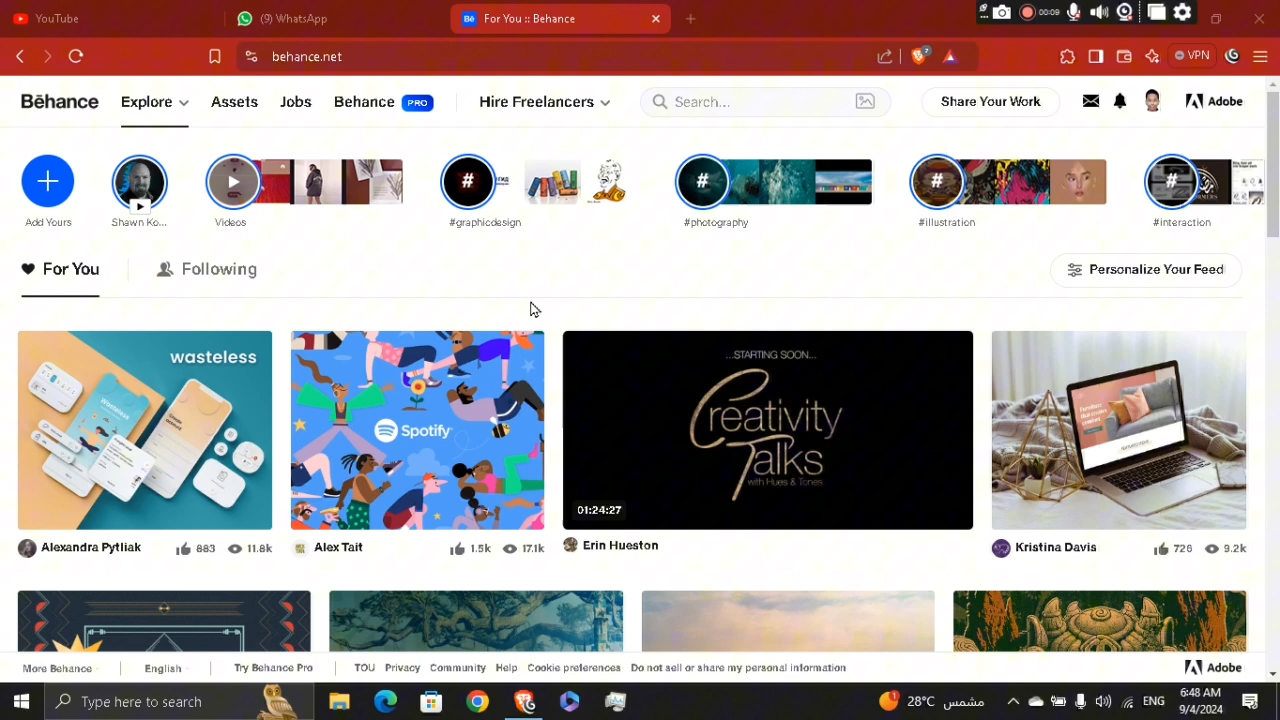 YouTube
(9) WhatsApp
Bē For You :: Behance
00:09
behance.net
7
VPN
Bēhance
Explore
Assets
Jobs
Behance PRO
Hire Freelancers
Search...
Share Your Work
Adobe
#
#
#
#
Add Yours
Shawn Ko...
Videos
#graphicdesign
#photography
#illustration
#interaction
For You
Following
Personalize Your Feed
wasteless
Spotify
...STARTING SOON...
Creativity
Talks
with Hues & Tones
01:24:27
Alexandra Pytliak
883
11.8k
Alex Tait
1.5k
17.1k
Erin Hueston
Kristina Davis
726
9.2k
More Behance
English
Try Behance Pro
TOU
Privacy
Community
Help
Cookie preferences
Do not sell or share my personal information
Adobe
Type here to search
1
28°C
مشمس
ENG
6:48 AM
9/4/2024